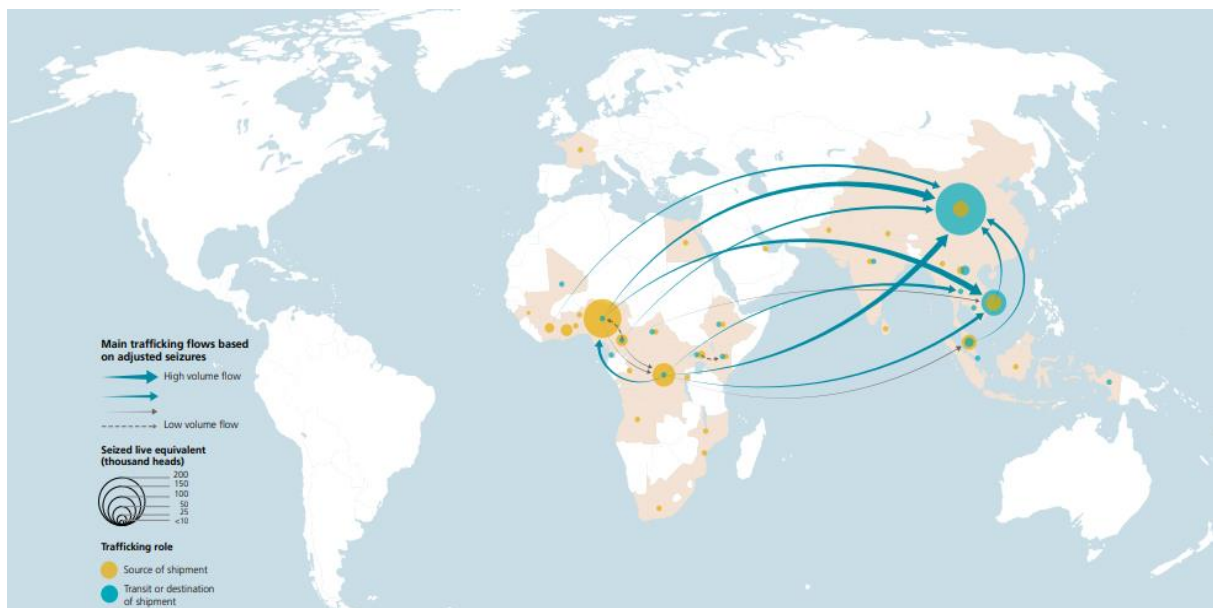 Main trafficking flows based
on adjusted seizures
High volume flow
Low volume flow
Seized live equivalent
(thousand heads)
200
150
100
50
25
<10
Trafficking role
Source of shipment
Transit or destination
of shipment